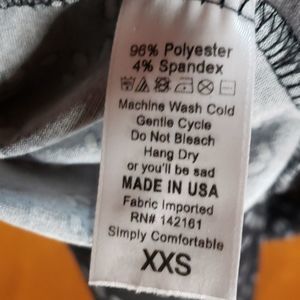 96% Polyester
4% Spandex
Machine Wash Cold
Gentle Cycle
Do Not Bleach
Hang Dry
or you'll be sad
MADE IN USA
Fabric Imported
RN# 142161
Simply Comfortable
XXS